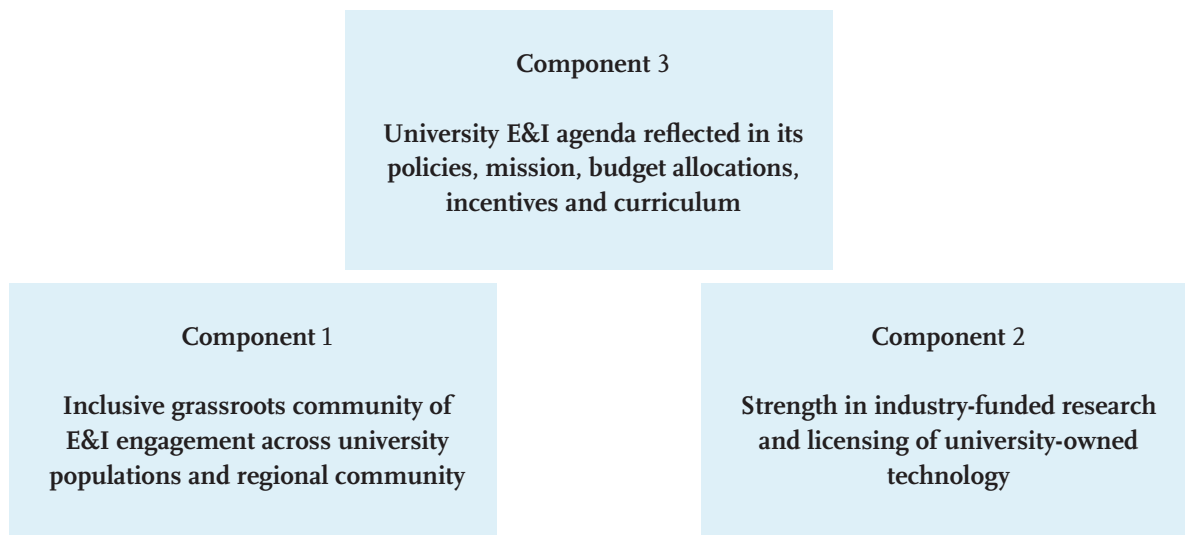 Component 3
University E&I agenda reflected in its
policies, mission, budget allocations,
incentives and curriculum
Component 1
Inclusive grassroots community of
E&I engagement across university
populations and regional community
Component 2
Strength in industry-funded research
and licensing of university-owned
technology